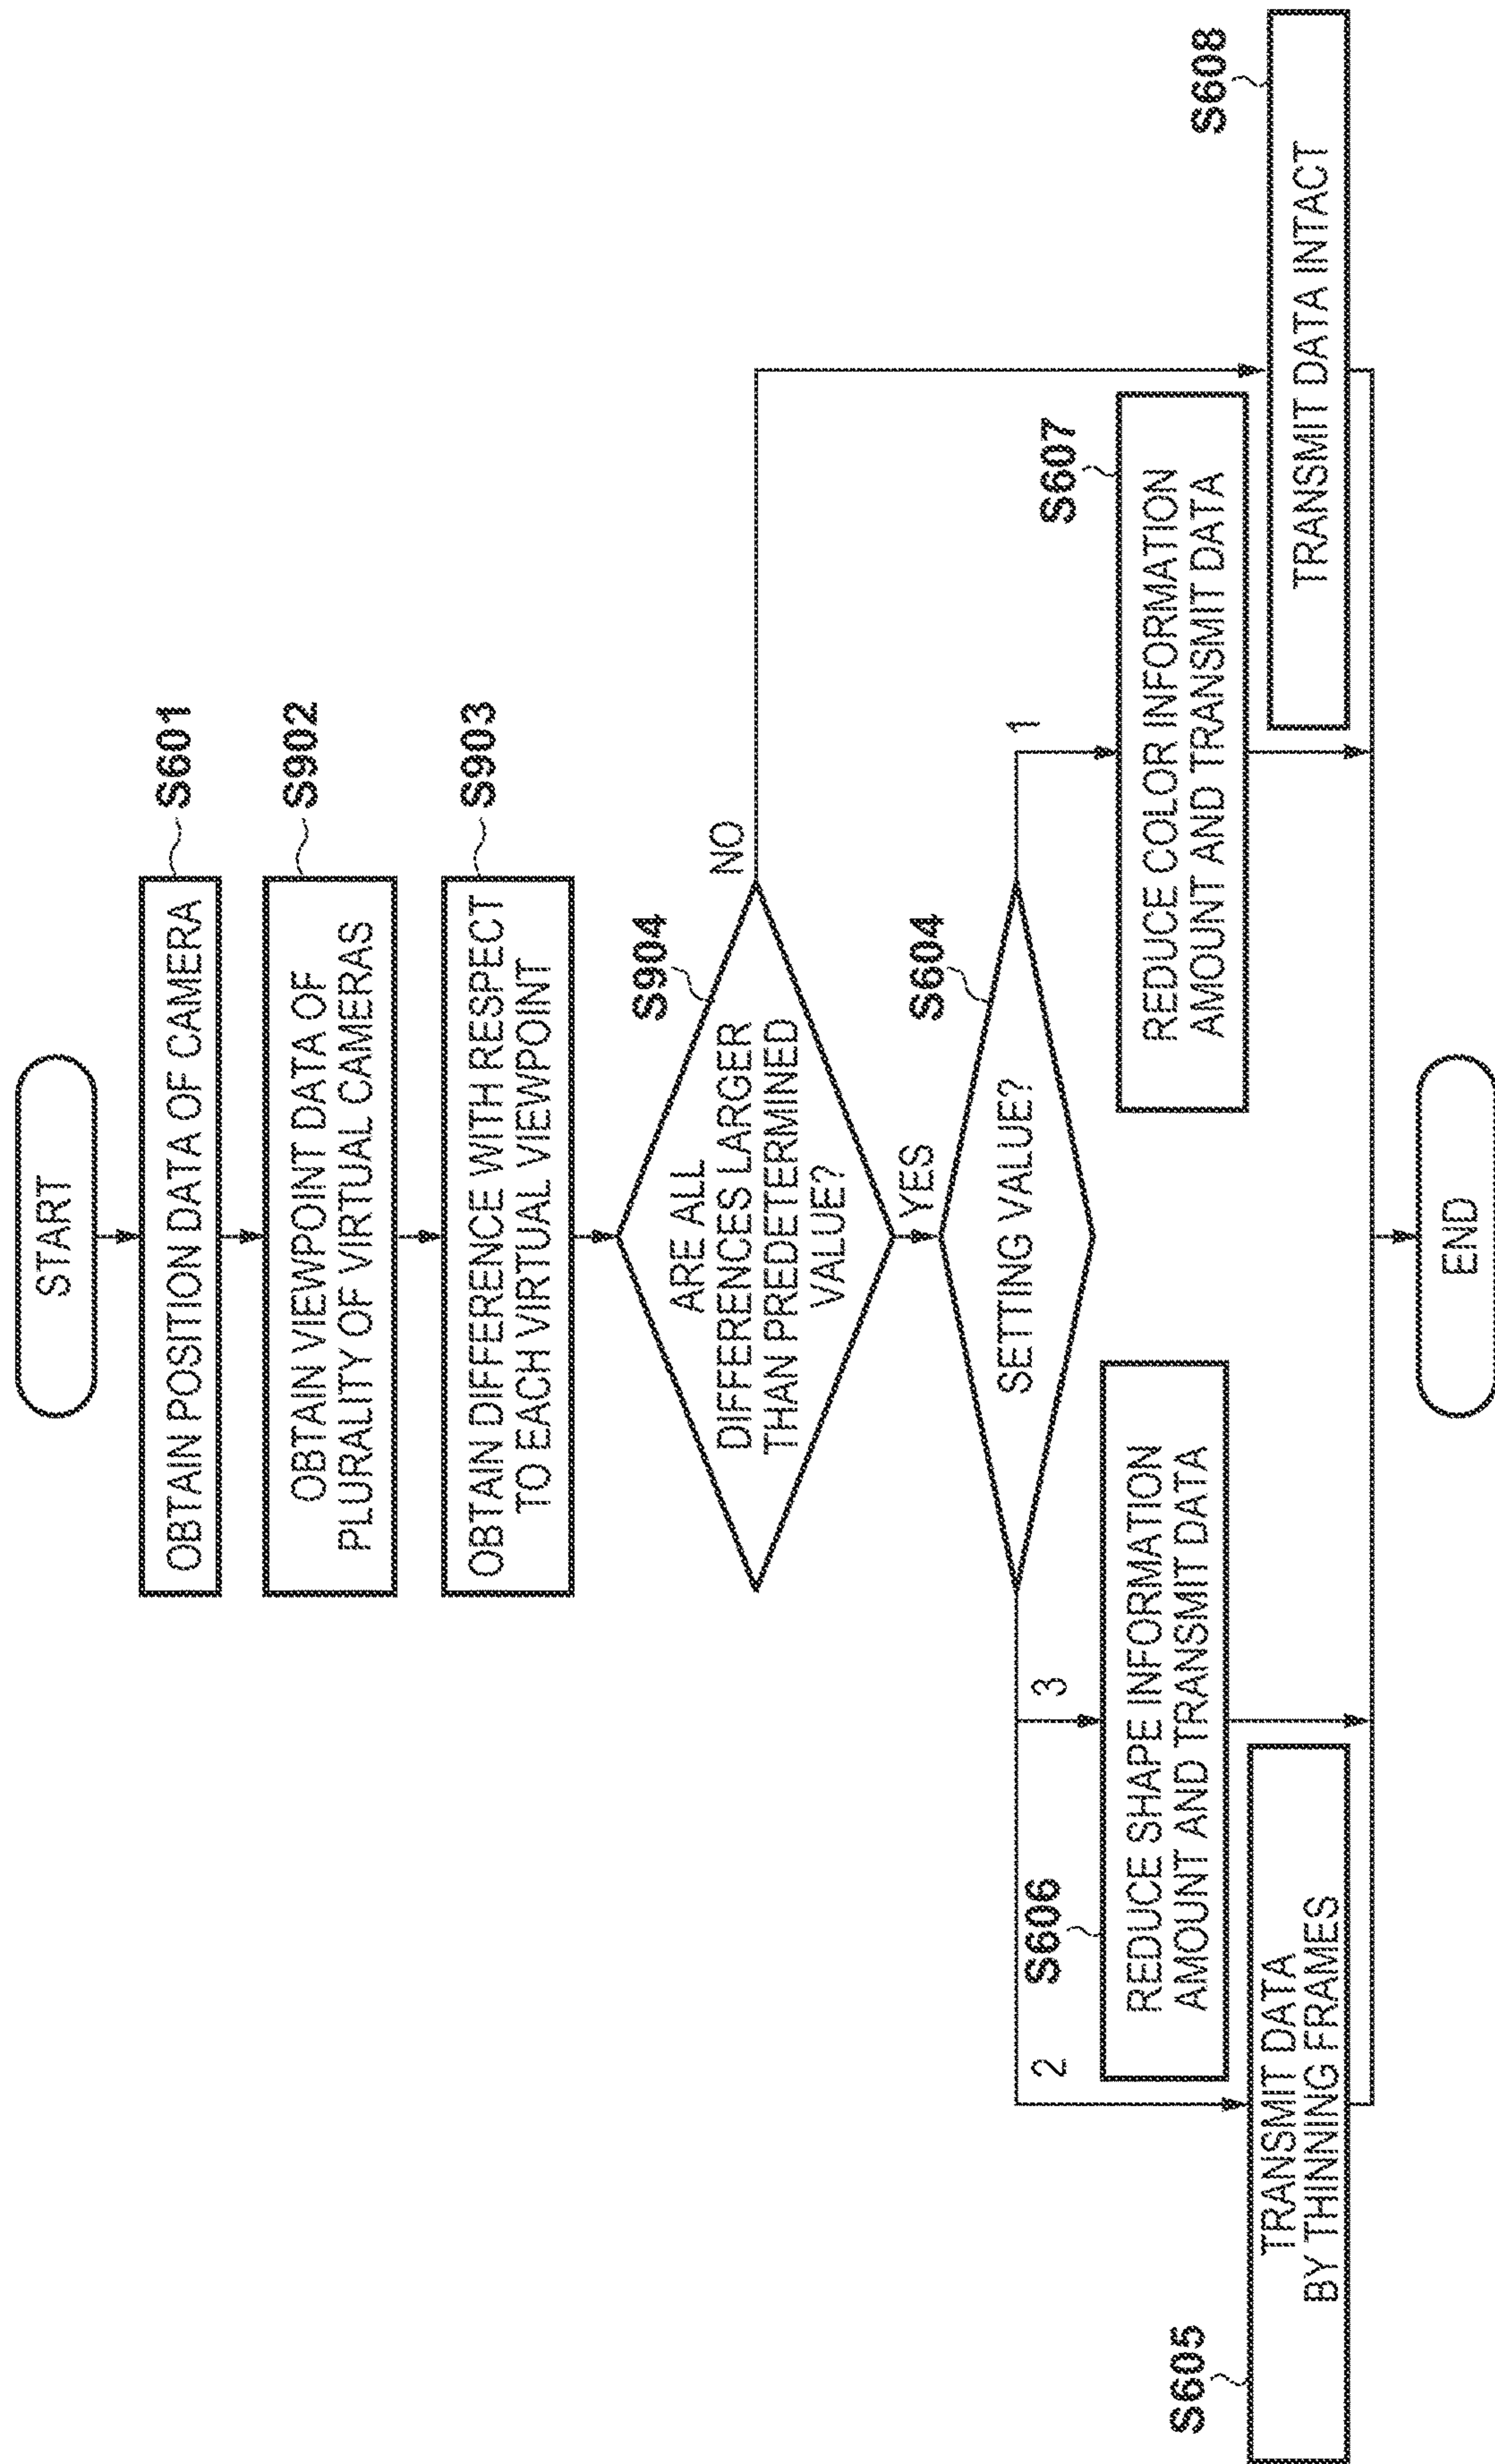 START
S601
OBTAIN POSITION DATA OF CAMERA
S902
OBTAIN VIEWPOINT DATA OF
PLURALITY OF VIRTUAL CAMERAS
S903
OBTAIN DIFFERENCE WITH RESPECT
TO EACH VIRTUAL VIEWPOINT
S904
ARE ALL
DIFFERENCES LARGER
THAN PREDETERMINED
VALUE?
NO
YES
S604
SETTING VALUE?
2
3
1
S606
REDUCE SHAPE INFORMATION
AMOUNT AND TRANSMIT DATA
S607
REDUCE COLOR INFORMATION
AMOUNT AND TRANSMIT DATA
S605
TRANSMIT DATA
BY THINNING FRAMES
S608
TRANSMIT DATA INTACT
END